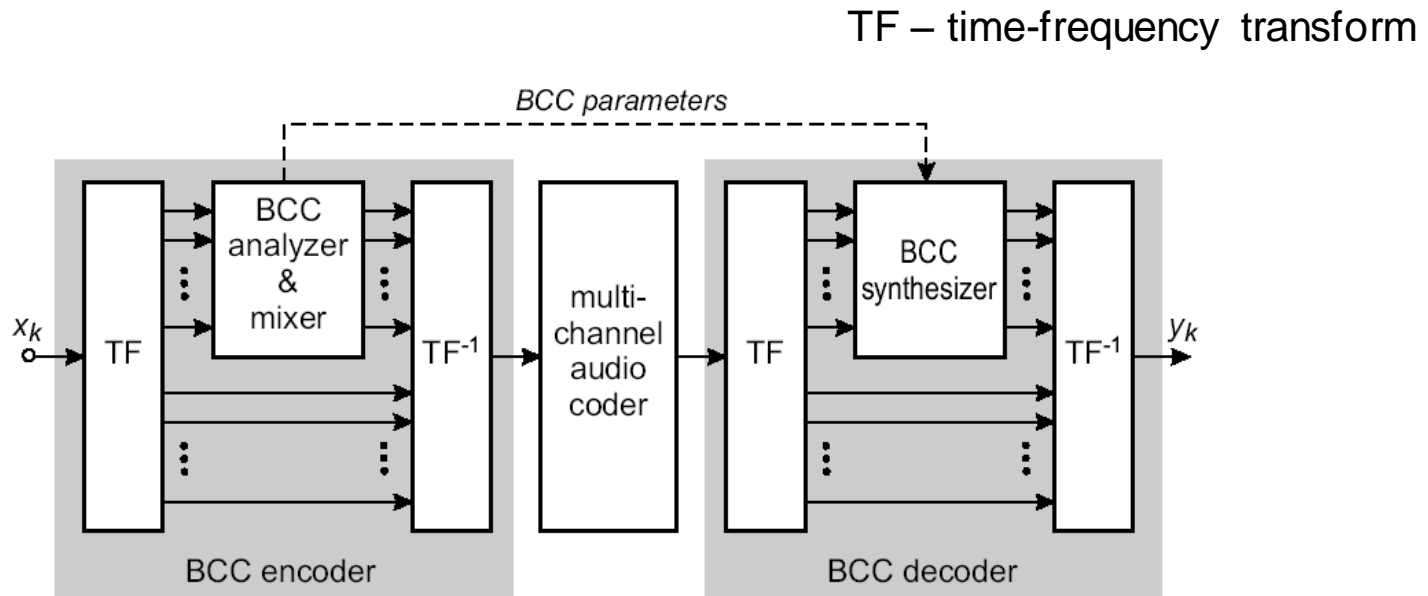 TF – time-frequency transform
BCC parameters
x_k
TF
BCC
analyzer
&
mixer
TF⁻¹
multi-
channel
audio
coder
TF
BCC
synthesizer
TF⁻¹
y_k
BCC encoder
BCC decoder